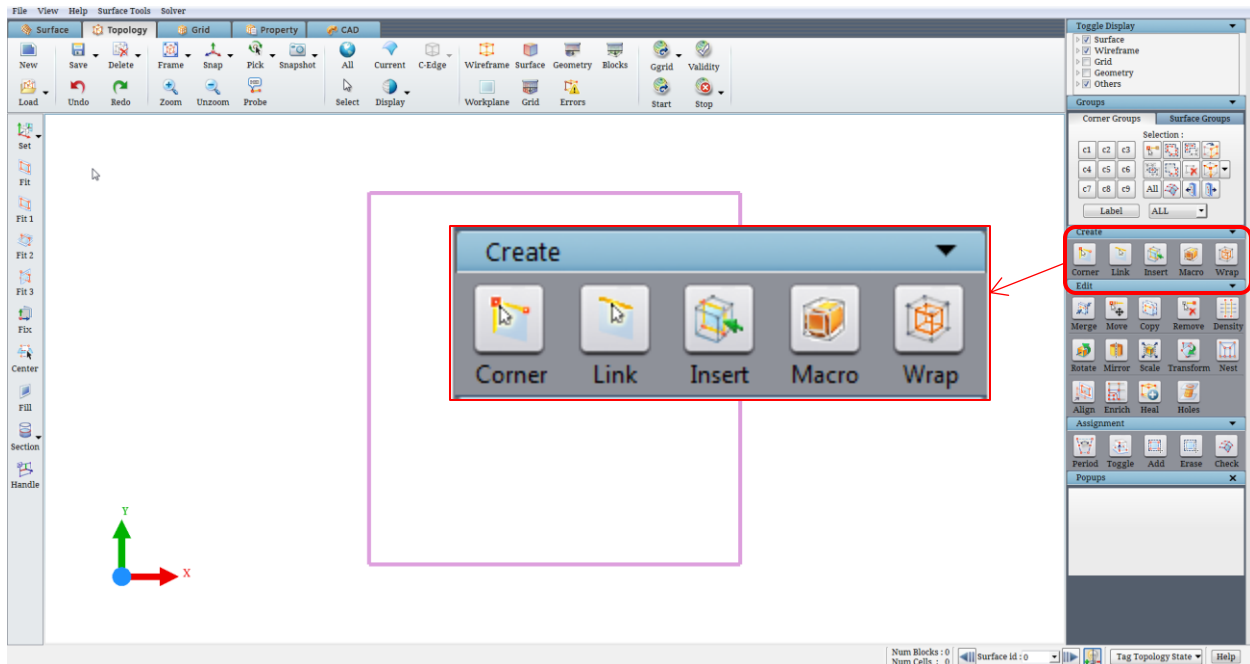 File View Help Surface Tools Solver
Surface Topology Grid Property CAD
New Save Delete Frame Snap Pick Snapshot All Current C-Edge Wireframe Surface Geometry Blocks Ggrid Validity
Load Undo Redo Zoom Unzoom Probe Select Display Workplane Grid Errors Start Stop
Set
Fit
Fit 1
Fit 2
Fit 3
Fix
Center
Fill
Section
Handle
Create
Corner Link Insert Macro Wrap
Y
X
Toggle Display
Surface
Wireframe
Grid
Geometry
Others
Groups
Corner Groups Surface Groups
Selection :
c1 c2 c3
c4 c5 c6
c7 c8 c9 All
Label ALL
Create
Corner Link Insert Macro Wrap
Edit
Merge Move Copy Remove Density
Rotate Mirror Scale Transform Nest
Align Enrich Heal Holes
Assignment
Period Toggle Add Erase Check
Popups x
Num Blocks : 0
Num Cells : 0
Surface id : 0 Tag Topology State Help